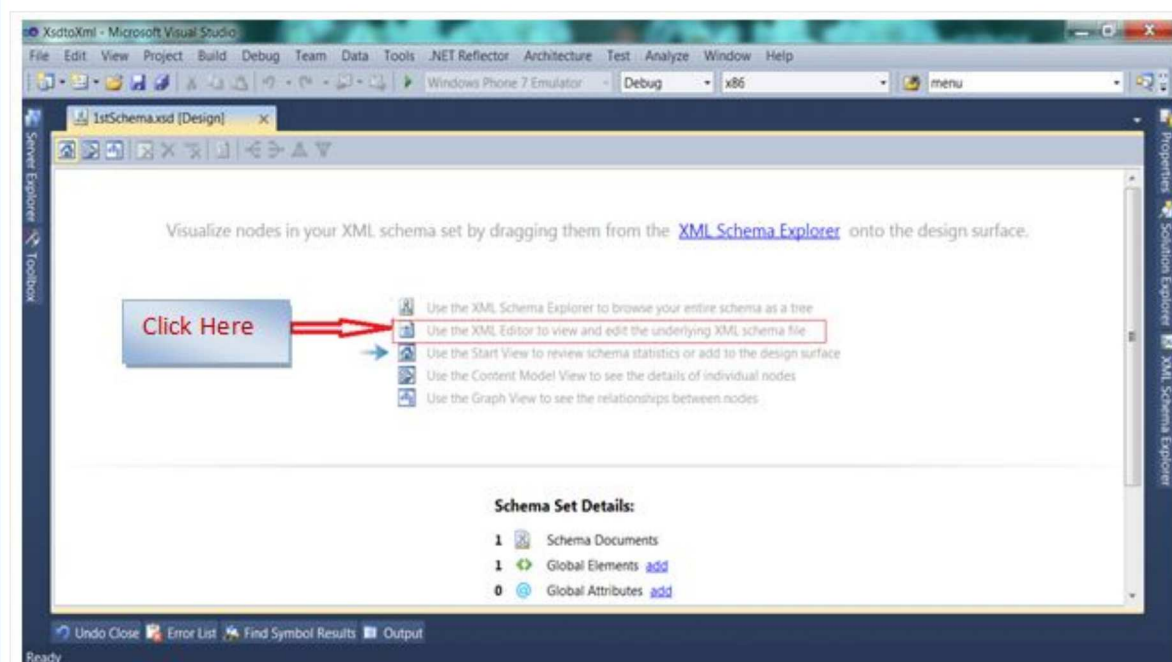 XsdtoXml - Microsoft Visual Studio
File Edit View Project Build Debug Team Data Tools .NET Reflector Architecture Test Analyze Window Help
Windows Phone 7 Emulator Debug x86 menu
1stSchema.xsd [Design]
Server Explorer
Toolbox
Visualize nodes in your XML schema set by dragging them from the XML Schema Explorer onto the design surface.
Click Here
Use the XML Schema Explorer to browse your entire schema as a tree
Use the XML Editor to view and edit the underlying XML schema file
Use the Start View to review schema statistics or add to the design surface
Use the Content Model View to see the details of individual nodes
Use the Graph View to see the relationships between nodes
Schema Set Details:
1 Schema Documents
1 Global Elements add
0 Global Attributes add
Properties
Solution Explorer
XML Schema Explorer
Undo Close Error List Find Symbol Results Output
Ready